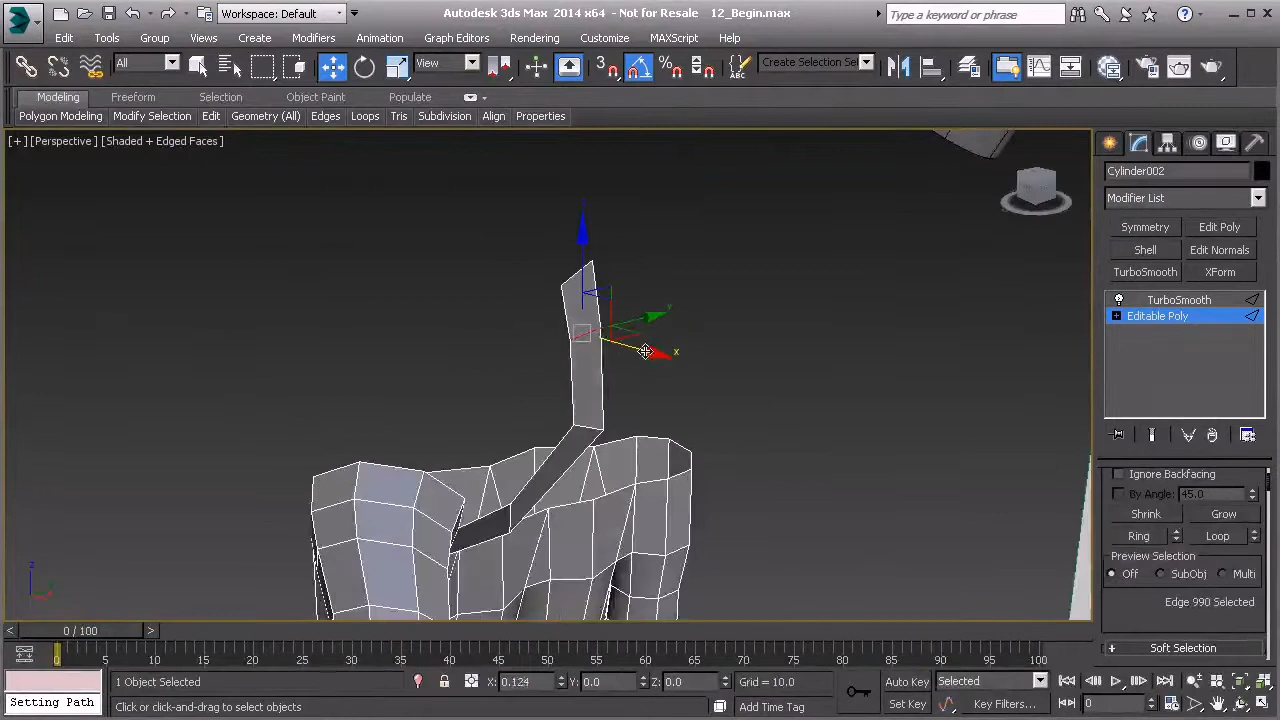 Workspace: Default
Autodesk 3ds Max 2014 x64 - Not for Resale 12_Begin.max
Type a keyword or phrase
Edit Tools Group Views Create Modifiers Animation Graph Editors Rendering Customize MAXScript Help
All View 3 Create Selection Se
Modeling Freeform Selection Object Paint Populate
Polygon Modeling Modify Selection Edit Geometry (All) Edges Loops Tris Subdivision Align Properties
[+][Perspective][Shaded + Edged Faces]
Cylinder002
Modifier List
Symmetry Edit Poly
Shell Edit Normals
TurboSmooth XForm
TurboSmooth
Editable Poly
y
x
Ignore Backfacing
By Angle: 45.0
Shrink Grow
Ring Loop
Preview Selection
Off SubObj Multi
Edge 990 Selected
Soft Selection
z
0 / 100
0 5 10 15 20 25 30 35 40 45 50 55 60 65 70 75 80 85 90 95 100
1 Object Selected X: 0.124 Y: 0.0 Z: 0.0 Grid = 10.0 Auto Key Selected
Setting Path Click or click-and-drag to select objects Add Time Tag Set Key Key Filters... 0